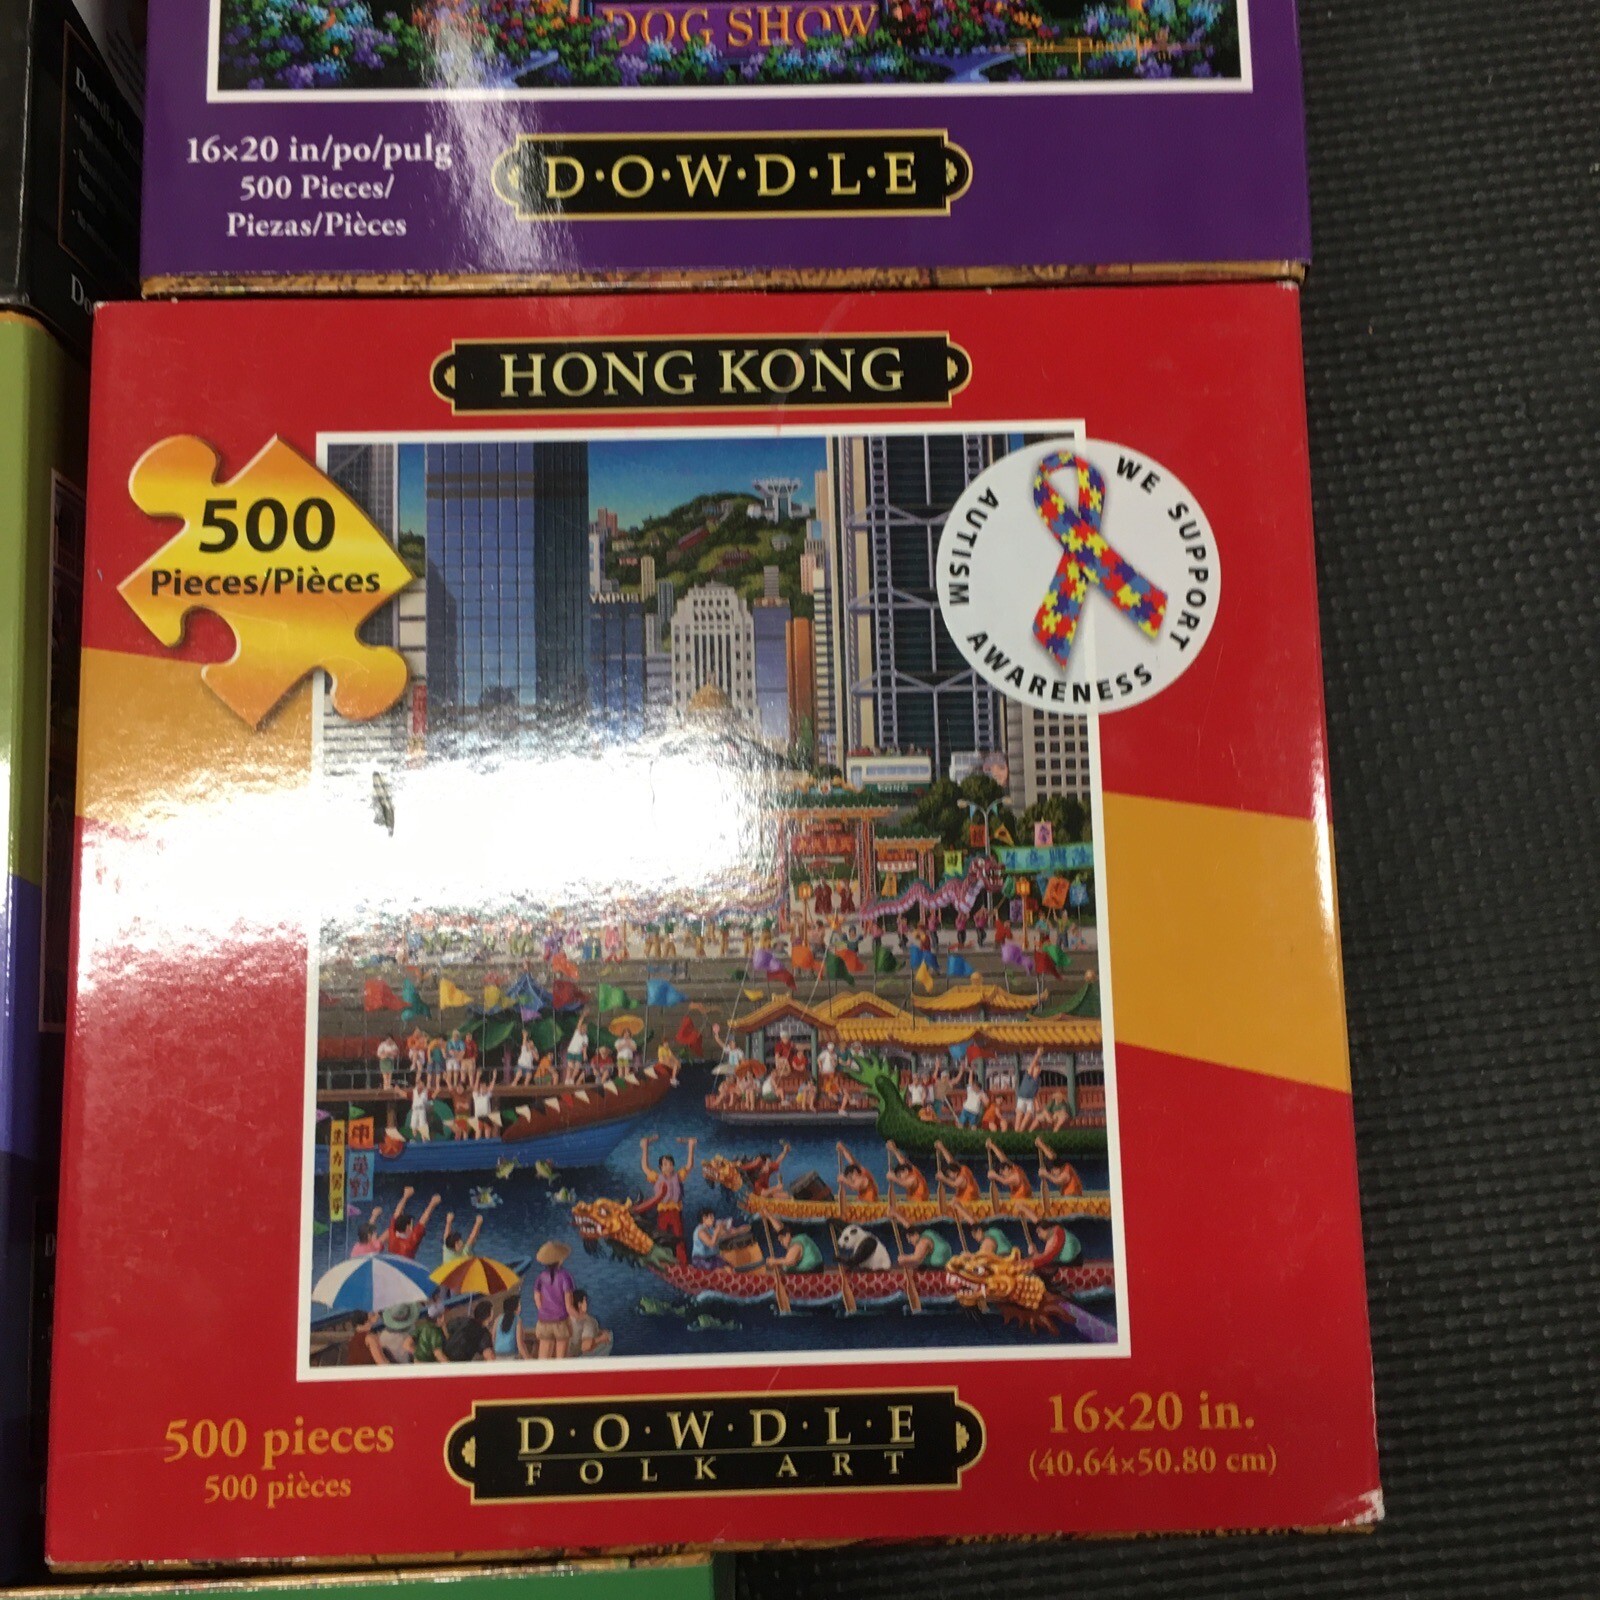 DOG SHOW
16×20 in/po/pulg
500 Pieces/
Piezas/Pièces
D·O·W·D·L·E
HONG KONG
500
Pieces/Pièces
WE SUPPORT
AUTISM AWARENESS
YMPUS
D·O·W·D·L·E
FOLK ART
500 pieces
500 pièces
16×20 in.
(40.64×50.80 cm)